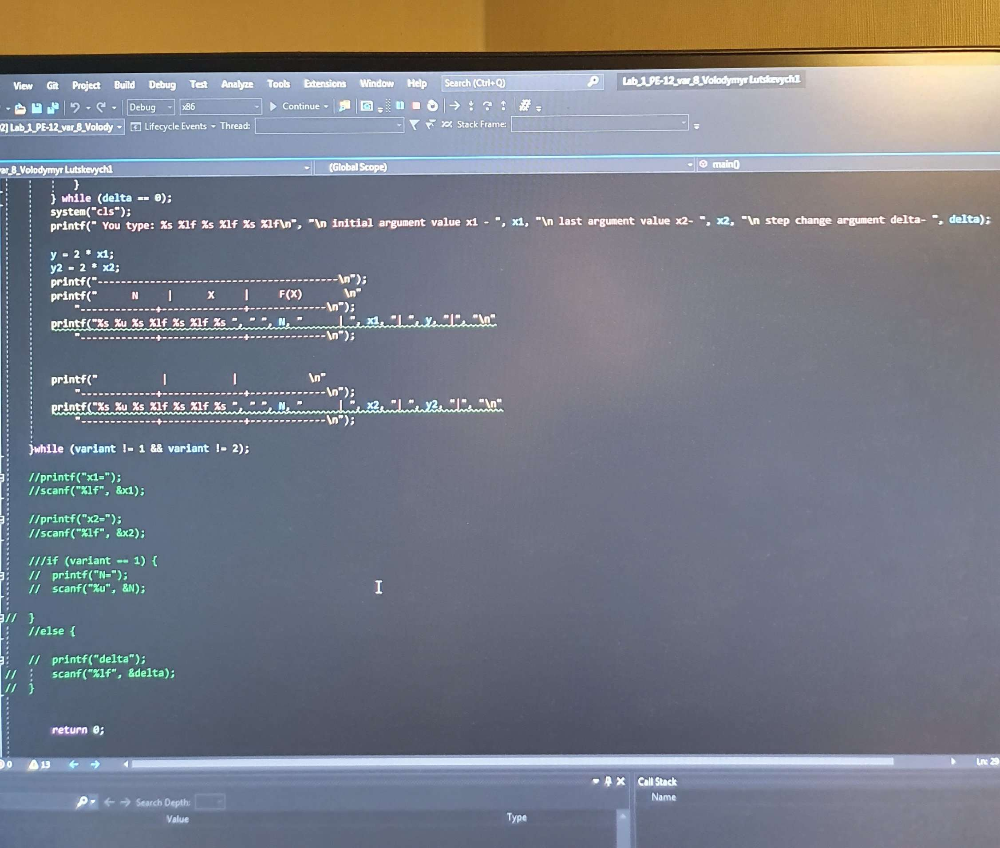 View Git Project Build Debug Test Analyze Tools Extensions Window Help Search (Ctrl+Q) Lab_1_PE-12_var_8_Volodymyr Lutskevych1
Debug x86 Continue
2] Lab_1_PE-12_var_8_Volody Lifecycle Events Thread: Stack Frame:
var_8_Volodymyr Lutskevych1 (Global Scope) main()
}
} while (delta == 0);
system("cls");
printf(" You type: %s %lf %s %lf %s %lf\n", "\n initial argument value x1 - ", x1, "\n last argument value x2- ", x2, "\n step change argument delta- ", delta);
y = 2 * x1;
y2 = 2 * x2;
printf("-----------------------------------------\n");
printf("      N     |      X     |     F(X)       \n"
"-------------+--------------+-------------\n");
printf("%s %u %s %lf %s %lf %s ", " ", N, "      | ", x1, "| ", y, "|", "\n"
"-------------+--------------+-------------\n");
printf("           |           |            \n"
"-------------+--------------+-------------\n");
printf("%s %u %s %lf %s %lf %s ", " ", N, "      | ", x2, "| ", y2, "|", "\n"
"-------------+--------------+-------------\n");
}while (variant != 1 && variant != 2);
//printf("x1=");
//scanf("%lf", &x1);
//printf("x2=");
//scanf("%lf", &x2);
///if (variant == 1) {
// printf("N=");
// scanf("%u", &N);
// }
//else {
// printf("delta");
// scanf("%lf", &delta);
// }
return 0;
0 13 Ln: 29
Call Stack
Search Depth: Name
Value Type